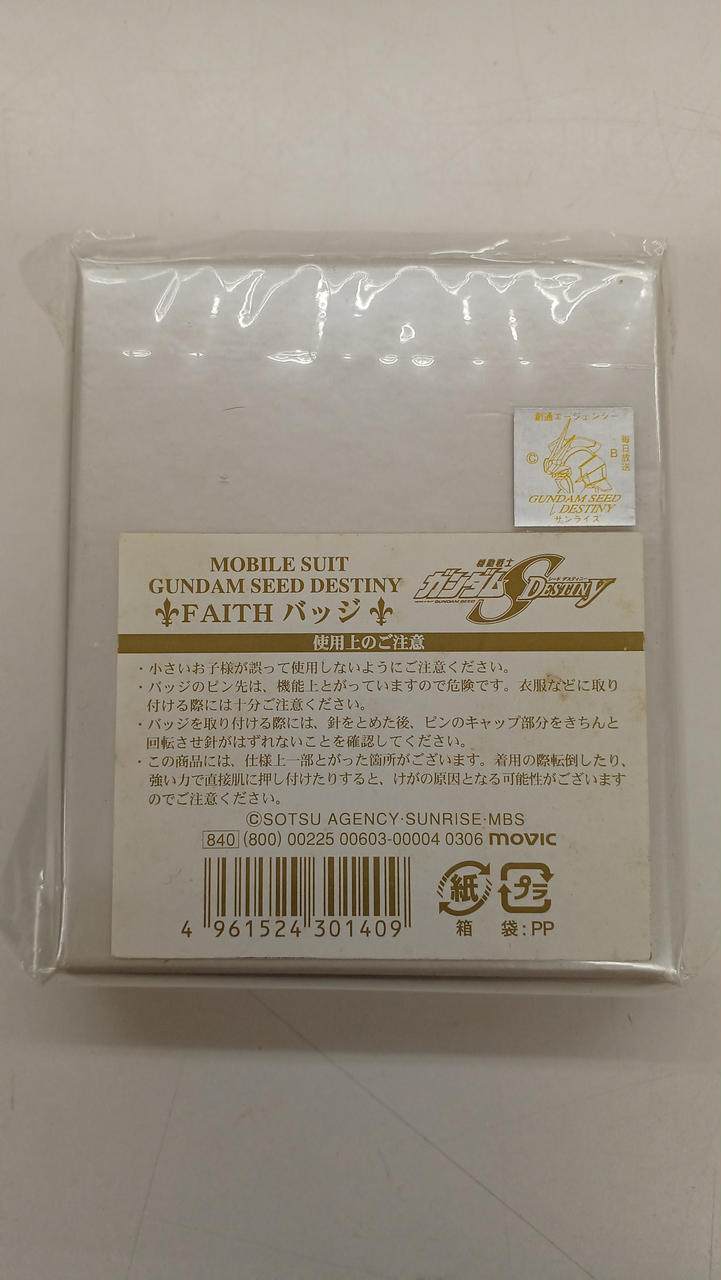 創通エージェンシー
毎日放送
© B
GUNDAM SEED
DESTINY
サンライズ
MOBILE SUIT
GUNDAM SEED DESTINY
FAITH バッジ
機動戦士
ガンダムSEED DESTINY
シード デスティニー
GUNDAM SEED
使用上のご注意
・小さいお子様が誤って使用しないようにご注意ください。
・バッジのピン先は、機能上とがっていますので危険です。衣服などに取り
付ける際には十分ご注意ください。
・バッジを取り付ける際には、針をとめた後、ピンのキャップ部分をきちんと
回転させ針がはずれないことを確認してください。
・この商品には、仕様上一部とがった箇所がございます。着用の際転倒したり、
強い力で直接肌に押し付けたりすると、けがの原因となる可能性がございます
のでご注意ください。
©SOTSU AGENCY·SUNRISE·MBS
840 (800) 00225 00603-00004 0306 movic
4 961524 301409
紙 プラ
箱 袋:PP